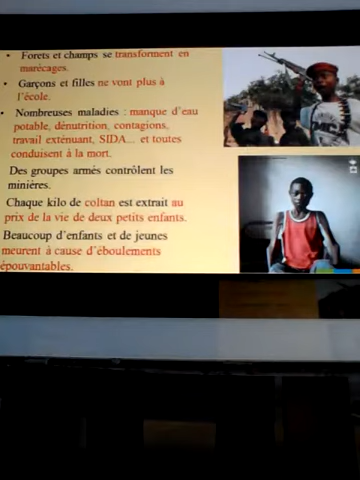 • Forets et champs se transforment en
marécages.
• Garçons et filles ne vont plus à
l'école.
• Nombreuses maladies : manque d'eau
potable, dénutrition, contagions,
travail exténuant, SIDA... et toutes
conduisent à la mort.
Des groupes armés contrôlent les
minières.
Chaque kilo de coltan est extrait au
prix de la vie de deux petits enfants.
Beaucoup d'enfants et de jeunes
meurent à cause d'éboulements
épouvantables.